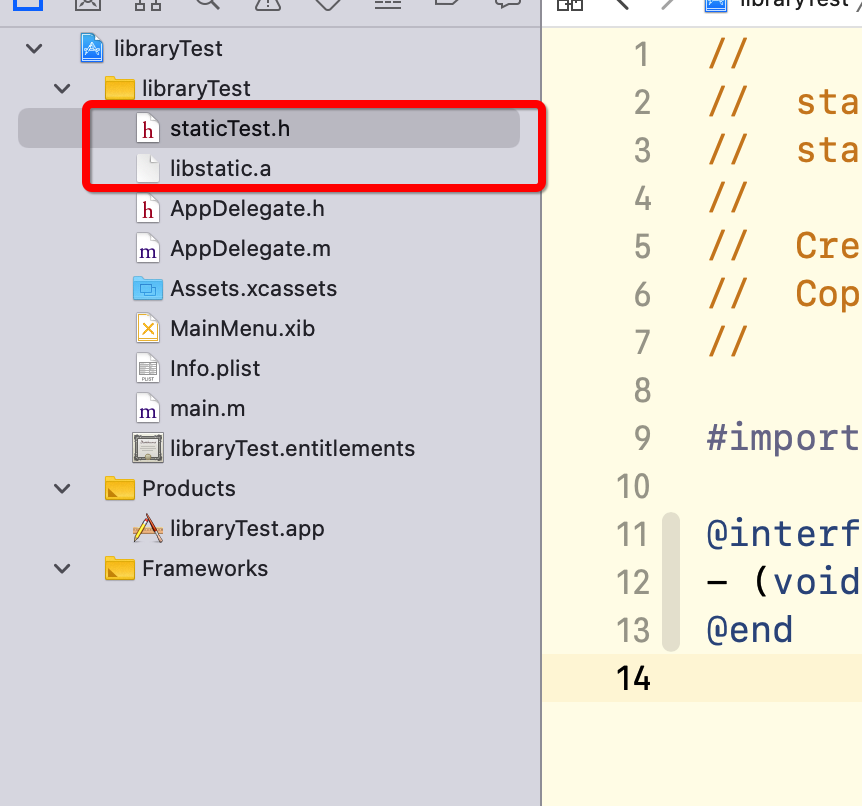 libraryTest
libraryTest
libraryTest
h staticTest.h
libstatic.a
h AppDelegate.h
m AppDelegate.m
Assets.xcassets
MainMenu.xib
PLIST Info.plist
m main.m
libraryTest.entitlements
Products
libraryTest.app
Frameworks
1 //
2 // sta
3 // sta
4 //
5 // Cre
6 // Cop
7 //
8
9 #import
10
11 @interf
12 - (void
13 @end
14